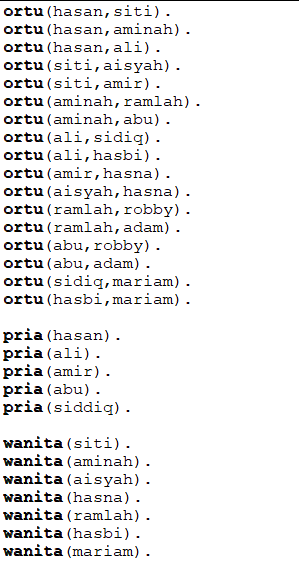 ortu(hasan,siti).
ortu(hasan,aminah).
ortu(hasan,ali).
ortu(siti,aisyah).
ortu(siti,amir).
ortu(aminah,ramlah).
ortu(aminah,abu).
ortu(ali,sidiq).
ortu(ali,hasbi).
ortu(amir,hasna).
ortu(aisyah,hasna).
ortu(ramlah,robby).
ortu(ramlah,adam).
ortu(abu,robby).
ortu(abu,adam).
ortu(sidiq,mariam).
ortu(hasbi,mariam).
pria(hasan).
pria(ali).
pria(amir).
pria(abu).
pria(siddiq).
wanita(siti).
wanita(aminah).
wanita(aisyah).
wanita(hasna).
wanita(ramlah).
wanita(hasbi).
wanita(mariam).